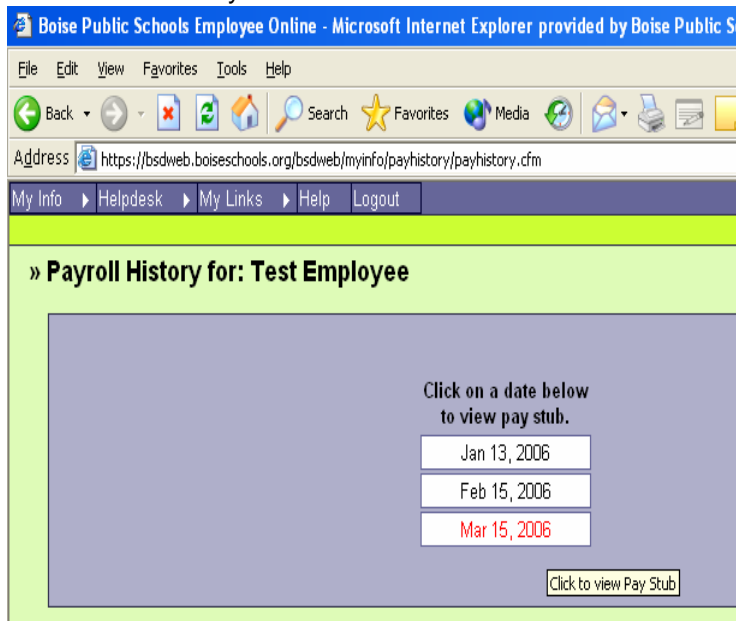 Boise Public Schools Employee Online - Microsoft Internet Explorer provided by Boise Public
File Edit View Favorites Tools Help
Back Search Favorites Media
Address https://bsdweb.boiseschools.org/bsdweb/myinfo/payhistory/payhistory.cfm
My Info Helpdesk My Links Help Logout
» Payroll History for: Test Employee
Click on a date below
to view pay stub.
Jan 13, 2006
Feb 15, 2006
Mar 15, 2006
Click to view Pay Stub